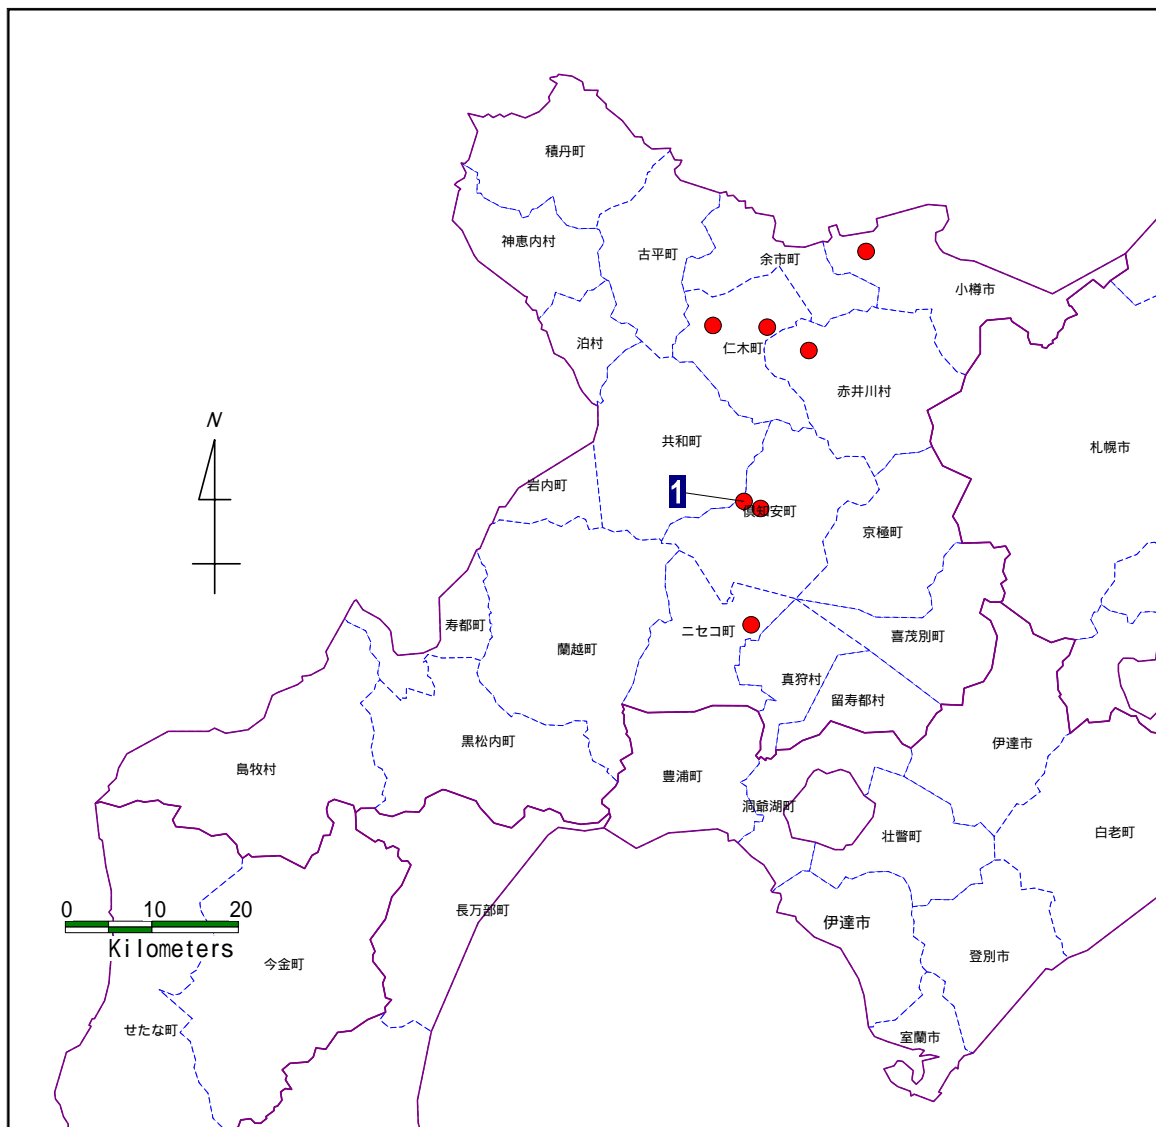 積丹町
神恵内村
古平町
余市町
小樽市
泊村
仁木町
赤井川村
N
共和町
札幌市
岩内町
1
倶知安町
京極町
寿都町
蘭越町
ニセコ町
喜茂別町
真狩村
留寿都村
黒松内町
伊達市
島牧村
豊浦町
洞爺湖町
壮瞥町
白老町
0 10 20
Kilometers
長万部町
伊達市
今金町
登別市
せたな町
室蘭市